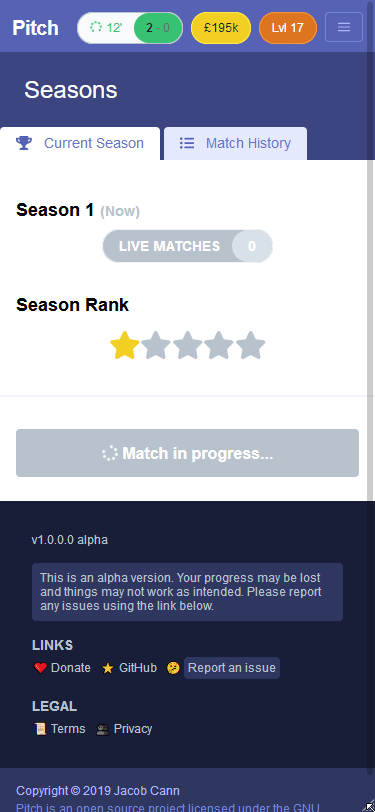 Pitch 12' 2 - 0 £195k Lvl 17
Seasons
Current Season Match History
Season 1 (Now)
LIVE MATCHES 0
Season Rank
Match in progress...
v1.0.0.0 alpha
This is an alpha version. Your progress may be lost
and things may not work as intended. Please report
any issues using the link below.
LINKS
Donate GitHub Report an issue
LEGAL
Terms Privacy
Copyright © 2019 Jacob Cann
Pitch is an open source project licensed under the GNU